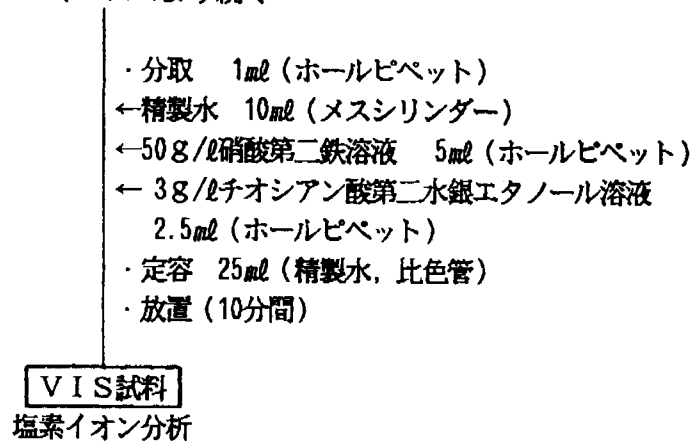 ・分取 1mℓ(ホールピペット)
←精製水 10mℓ(メスシリンダー)
←50g/ℓ硝酸第二鉄溶液 5mℓ(ホールピペット)
← 3g/ℓチオシアン酸第二水銀エタノール溶液
2.5mℓ(ホールピペット)
・定容 25mℓ(精製水,比色管)
・放置(10分間)
VIS試料
塩素イオン分析